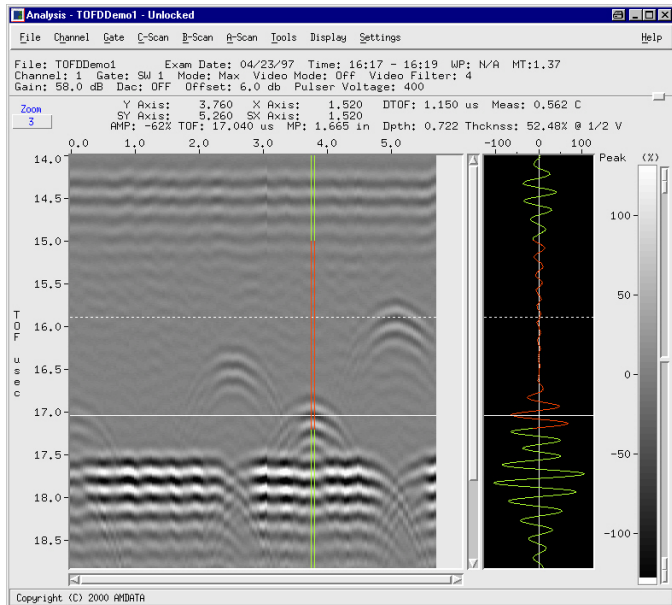 Analysis - TOFDDemo1 - Unlocked
File Channel Gate C-Scan B-Scan A-Scan Tools Display Settings Help
File: TOFDDemo1 Exam Date: 04/23/97 Time: 16:17 - 16:19 WP: N/A MT:1.37
Channel: 1 Gate: SW 1 Mode: Max Video Mode: Off Video Filter: 4
Gain: 58.0 dB Dac: OFF Offset: 6.0 db Pulser Voltage: 400
Zoom
3
Y Axis: 3.760 X Axis: 1.520 DTOF: 1.150 us Meas: 0.562 C
SY Axis: 5.260 SX Axis: 1.520
AMP: -62% TOF: 17.040 us MP: 1.665 in Dpth: 0.722 Thcknss: 52.48% @ 1/2 V
0.0 1.0 2.0 3.0 4.0 5.0
-100 0 100
Peak (%)
14.0
14.5
15.0
15.5
16.0
16.5
17.0
17.5
18.0
18.5
TOF usec
100
50
0
-50
-100
Copyright (C) 2000 AMDATA